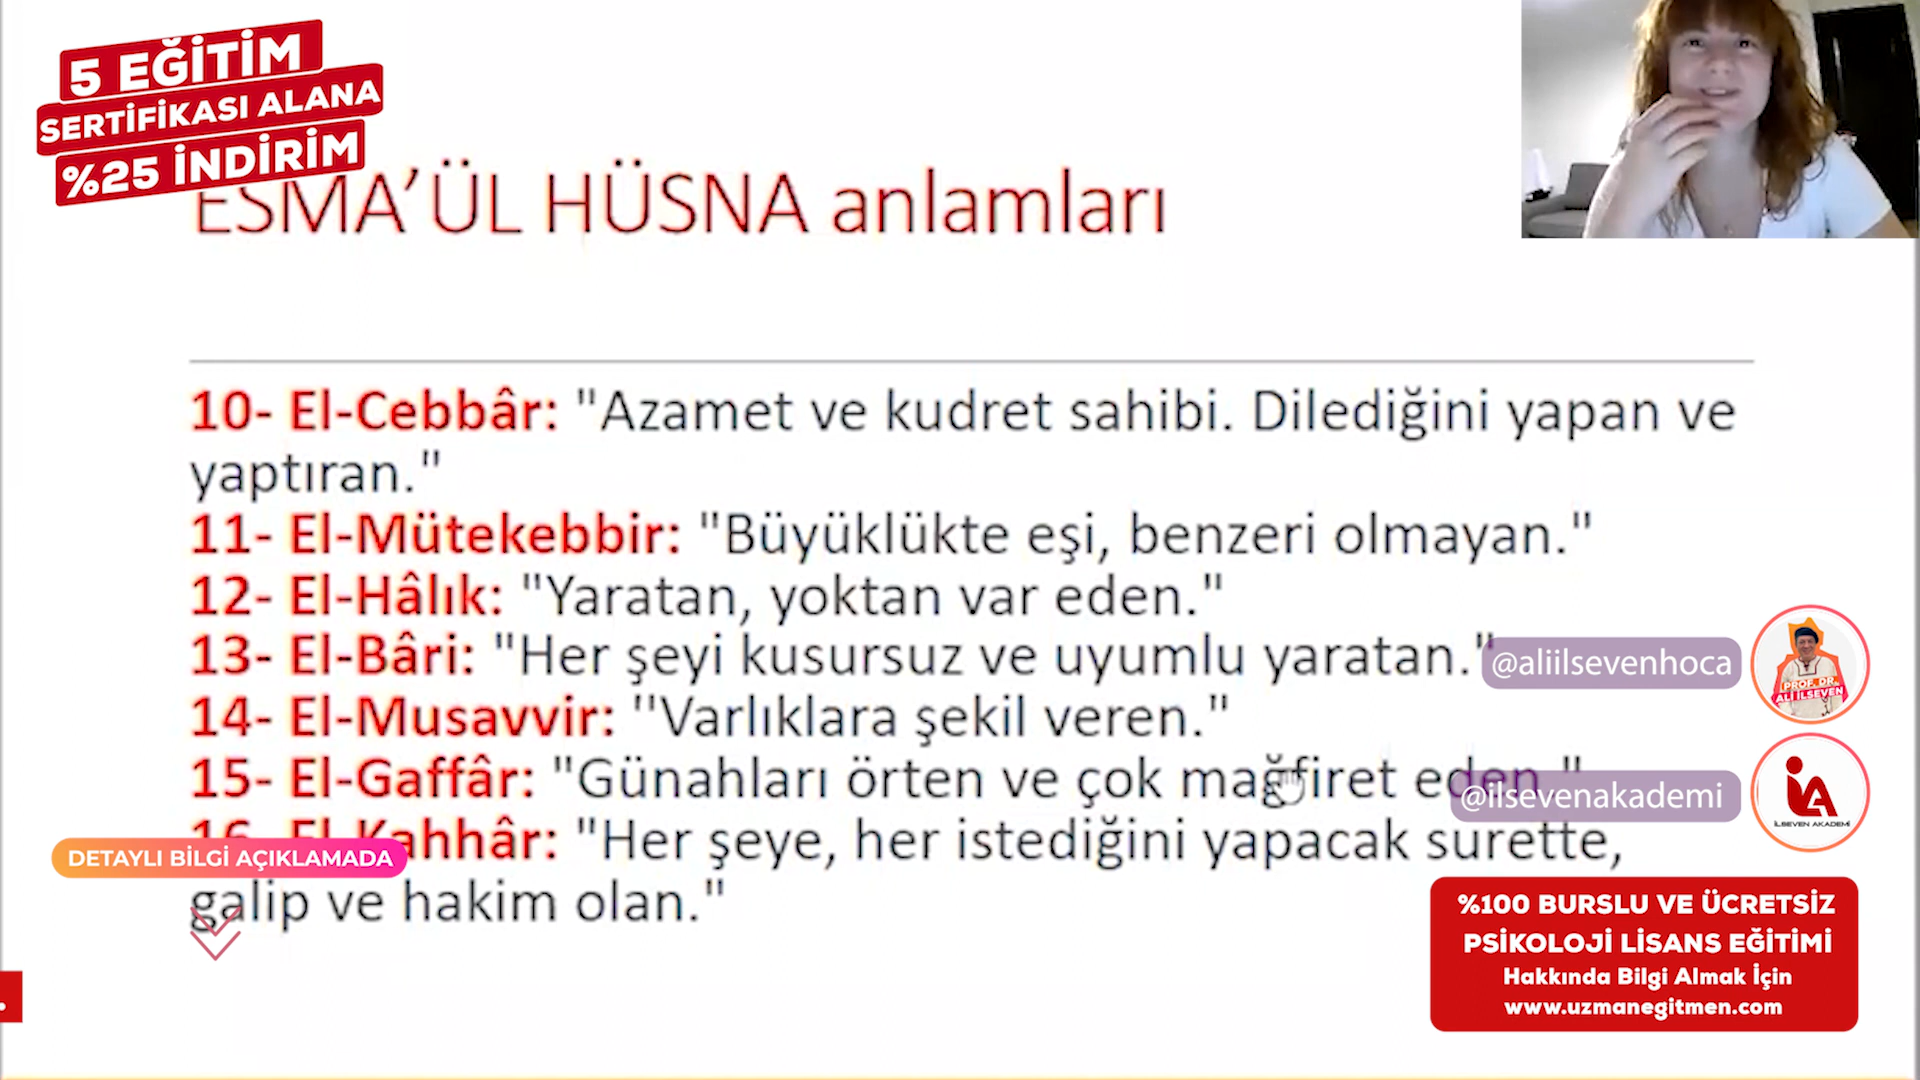 5 EĞİTİM
SERTİFİKASI ALANA
%25 İNDİRİM
ESMA'ÜL HÜSNA anlamları
10- El-Cebbâr: "Azamet ve kudret sahibi. Dilediğini yapan ve
yaptıran."
11- El-Mütekebbir: "Büyüklükte eşi, benzeri olmayan."
12- El-Hâlık: "Yaratan, yoktan var eden."
13- El-Bâri: "Her şeyi kusursuz ve uyumlu yaratan."
@aliilsevenhoca
PROF. DR.
ALİ İLSEVEN
14- El-Musavvir: ''Varlıklara şekil veren."
15- El-Gaffâr: "Günahları örten ve çok mağfiret eden."
@ilsevenakademi
İLSEVEN AKADEMİ
16- El-Kahhâr: "Her şeye, her istediğini yapacak surette,
DETAYLI BİLGİ AÇIKLAMADA
galip ve hakim olan."
%100 BURSLU VE ÜCRETSİZ
PSİKOLOJİ LİSANS EĞİTİMİ
Hakkında Bilgi Almak İçin
www.uzmanegitmen.com